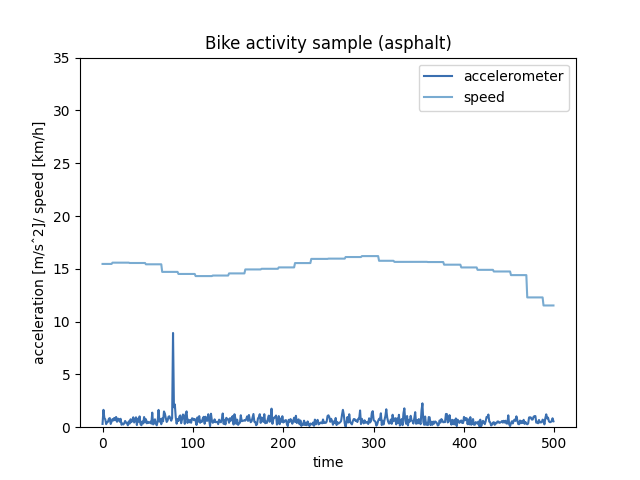 Bike activity sample (asphalt)
accelerometer
speed
acceleration [m/sˆ2]/ speed [km/h]
35
30
25
20
15
10
5
0
0 100 200 300 400 500
time